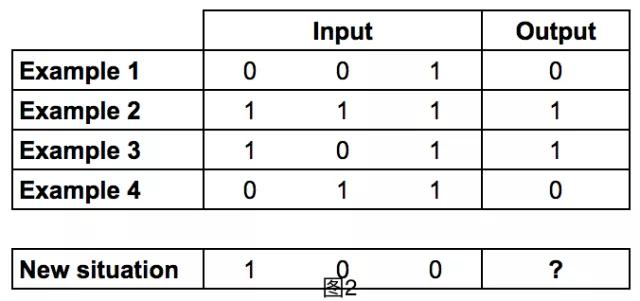 Input Output
Example 1 0 0 1 0
Example 2 1 1 1 1
Example 3 1 0 1 1
Example 4 0 1 1 0
New situation 1 0 0 ?
图2